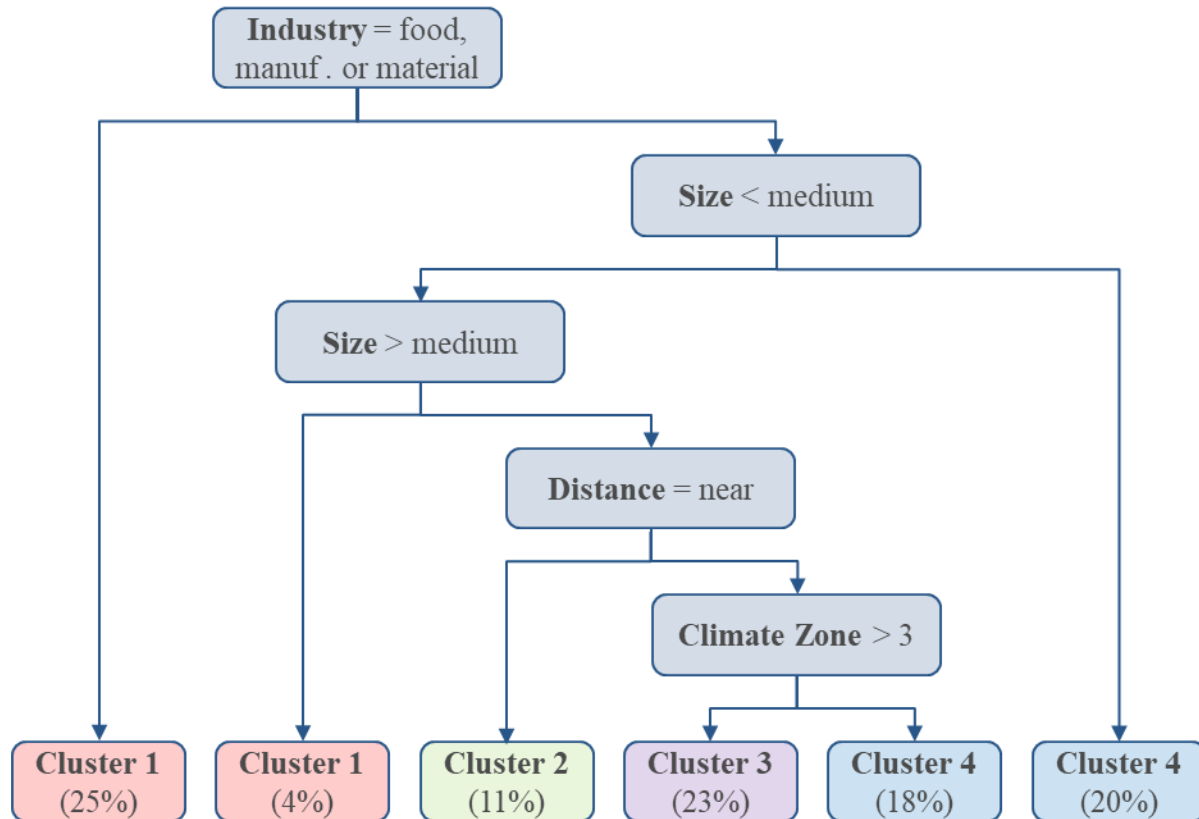 Industry = food,
manuf . or material
Size < medium
Size > medium
Distance = near
Climate Zone > 3
Cluster 1
(25%)
Cluster 1
(4%)
Cluster 2
(11%)
Cluster 3
(23%)
Cluster 4
(18%)
Cluster 4
(20%)